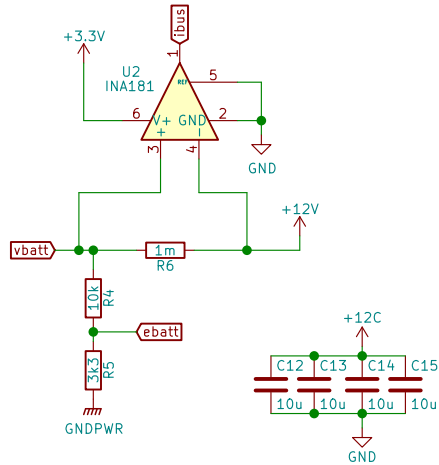 ibus
+3.3V
1
U2
INA181
REF
5
6
V+
GND
2
+
-
3
4
GND
+12V
vbatt
1m
R6
10k
R4
ebatt
3k3
R5
GNDPWR
+12C
C12
C13
C14
C15
10u
10u
10u
10u
GND